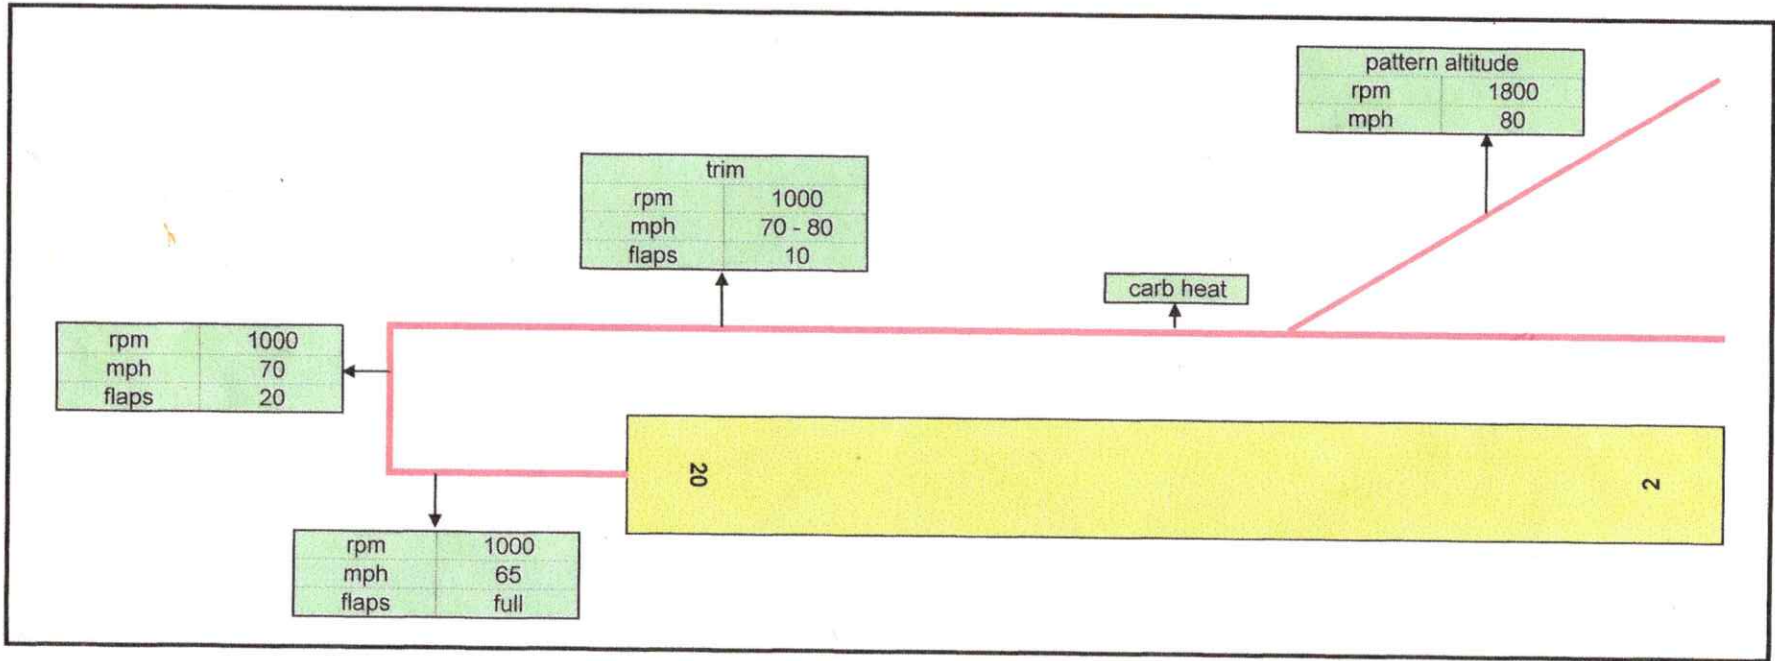 pattern altitude
rpm 1800
mph 80
trim
rpm 1000
mph 70 - 80
flaps 10
carb heat
rpm 1000
mph 70
flaps 20
20
2
rpm 1000
mph 65
flaps full